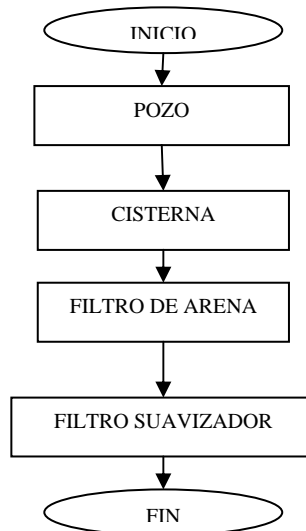 INICIO
POZO
CISTERNA
FILTRO DE ARENA
FILTRO SUAVIZADOR
FIN